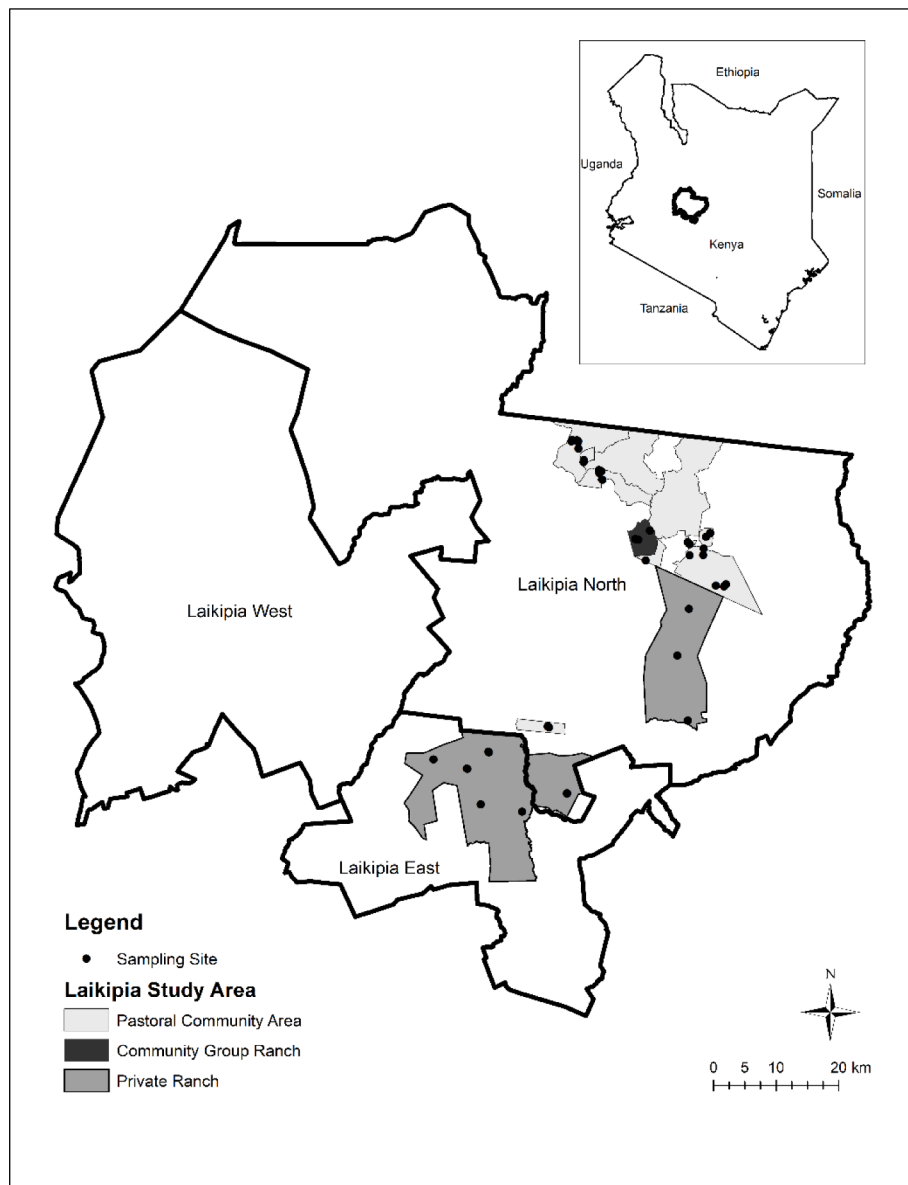 Ethiopia
Uganda
Somalia
Kenya
Tanzania
Laikipia North
Laikipia West
Laikipia East
Legend
Sampling Site
Laikipia Study Area
Pastoral Community Area
Community Group Ranch
Private Ranch
N
0 5 10 20 km